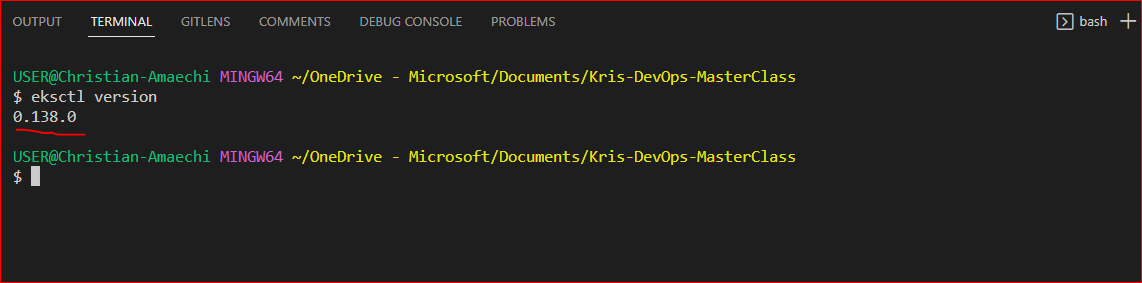 OUTPUT TERMINAL GITLENS COMMENTS DEBUG CONSOLE PROBLEMS bash
USER@Christian-Amaechi MINGW64 ~/OneDrive - Microsoft/Documents/Kris-DevOps-MasterClass
$ eksctl version
0.138.0
USER@Christian-Amaechi MINGW64 ~/OneDrive - Microsoft/Documents/Kris-DevOps-MasterClass
$